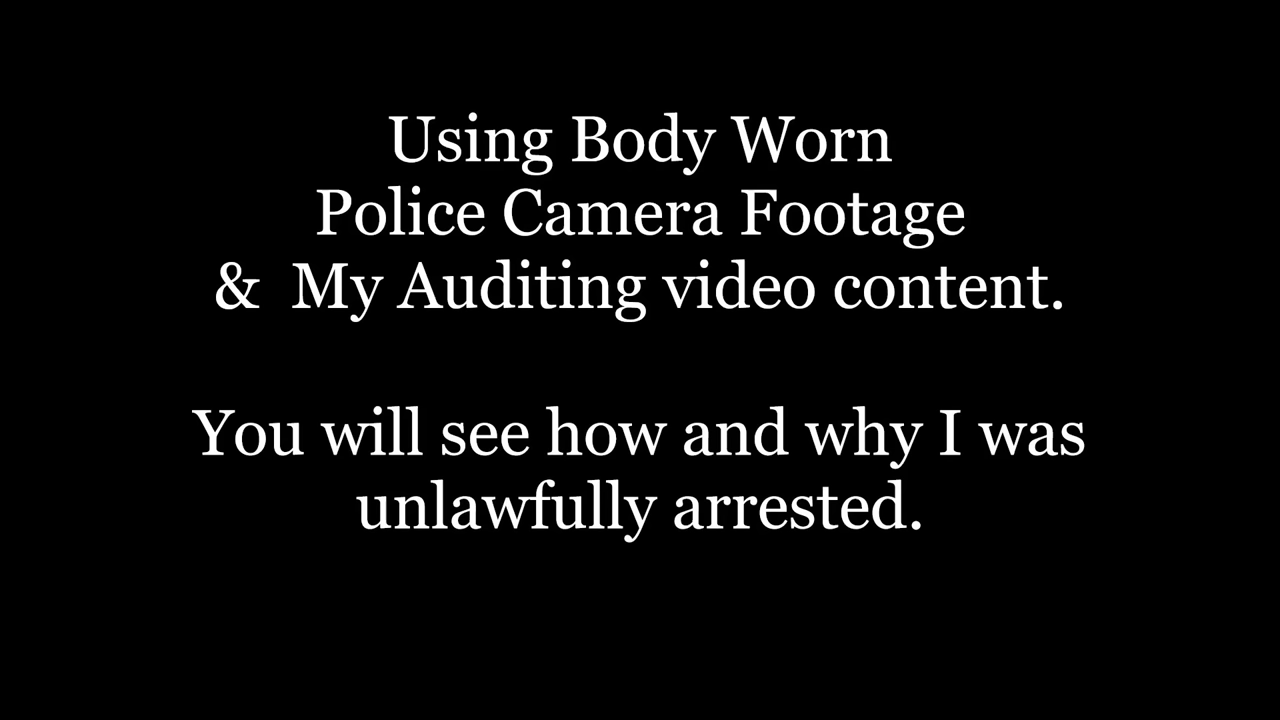 Using Body Worn
Police Camera Footage
&  My Auditing video content.
You will see how and why I was
unlawfully arrested.